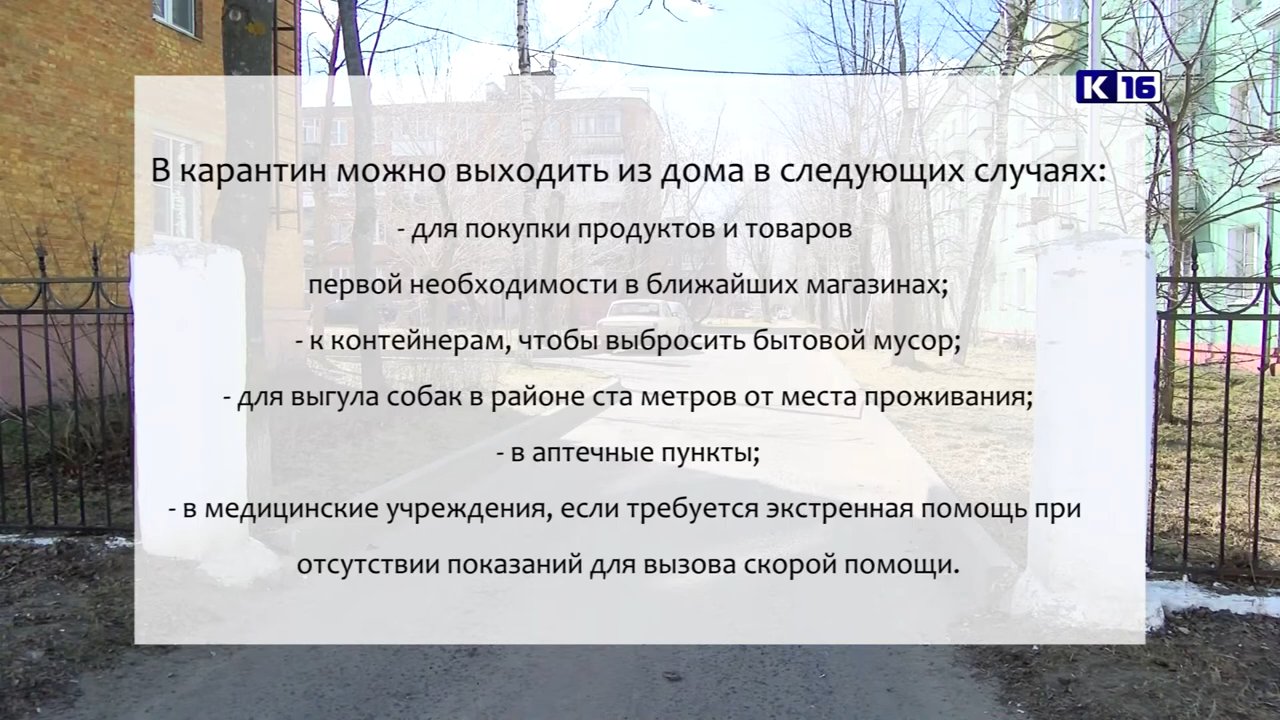 К 16
В карантин можно выходить из дома в следующих случаях:
- для покупки продуктов и товаров
первой необходимости в ближайших магазинах;
- к контейнерам, чтобы выбросить бытовой мусор;
- для выгула собак в районе ста метров от места проживания;
- в аптечные пункты;
- в медицинские учреждения, если требуется экстренная помощь при
отсутствии показаний для вызова скорой помощи.